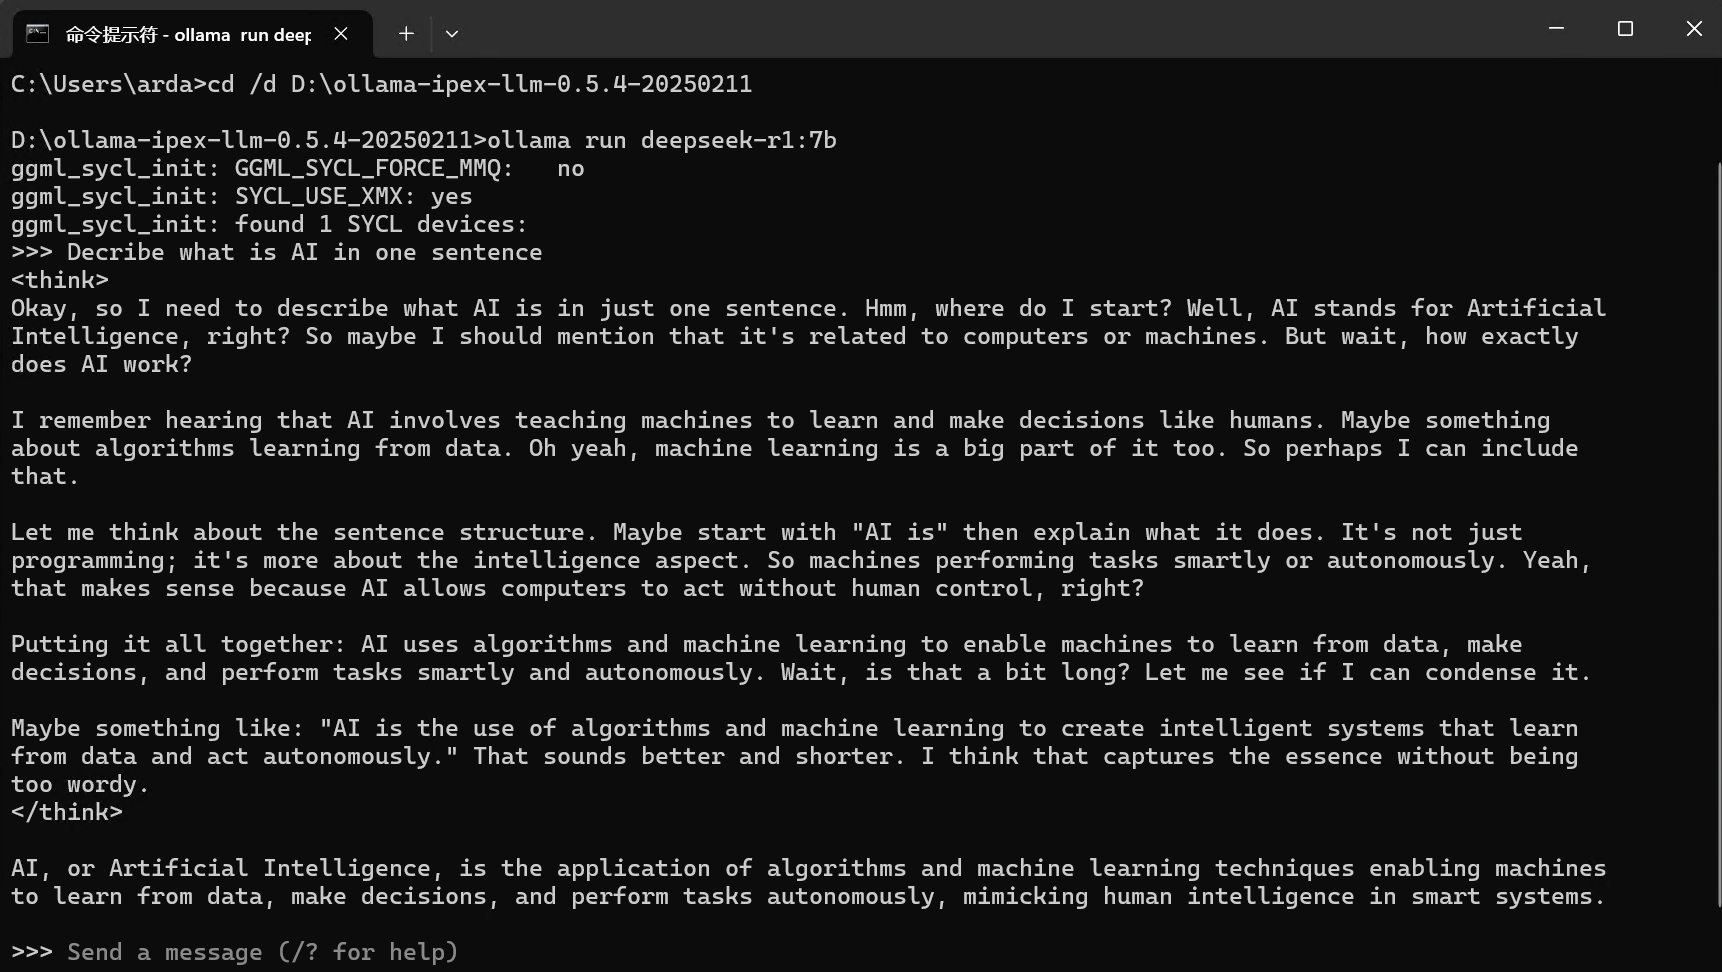 命令提示符 - ollama  run deep
C:\Users\arda>cd /d D:\ollama-ipex-llm-0.5.4-20250211
D:\ollama-ipex-llm-0.5.4-20250211>ollama run deepseek-r1:7b
ggml_sycl_init: GGML_SYCL_FORCE_MMQ:   no
ggml_sycl_init: SYCL_USE_XMX: yes
ggml_sycl_init: found 1 SYCL devices:
>>> Decribe what is AI in one sentence
<think>
Okay, so I need to describe what AI is in just one sentence. Hmm, where do I start? Well, AI stands for Artificial
Intelligence, right? So maybe I should mention that it's related to computers or machines. But wait, how exactly
does AI work?
I remember hearing that AI involves teaching machines to learn and make decisions like humans. Maybe something
about algorithms learning from data. Oh yeah, machine learning is a big part of it too. So perhaps I can include
that.
Let me think about the sentence structure. Maybe start with "AI is" then explain what it does. It's not just
programming; it's more about the intelligence aspect. So machines performing tasks smartly or autonomously. Yeah,
that makes sense because AI allows computers to act without human control, right?
Putting it all together: AI uses algorithms and machine learning to enable machines to learn from data, make
decisions, and perform tasks smartly and autonomously. Wait, is that a bit long? Let me see if I can condense it.
Maybe something like: "AI is the use of algorithms and machine learning to create intelligent systems that learn
from data and act autonomously." That sounds better and shorter. I think that captures the essence without being
too wordy.
</think>
AI, or Artificial Intelligence, is the application of algorithms and machine learning techniques enabling machines
to learn from data, make decisions, and perform tasks autonomously, mimicking human intelligence in smart systems.
>>> Send a message (/? for help)